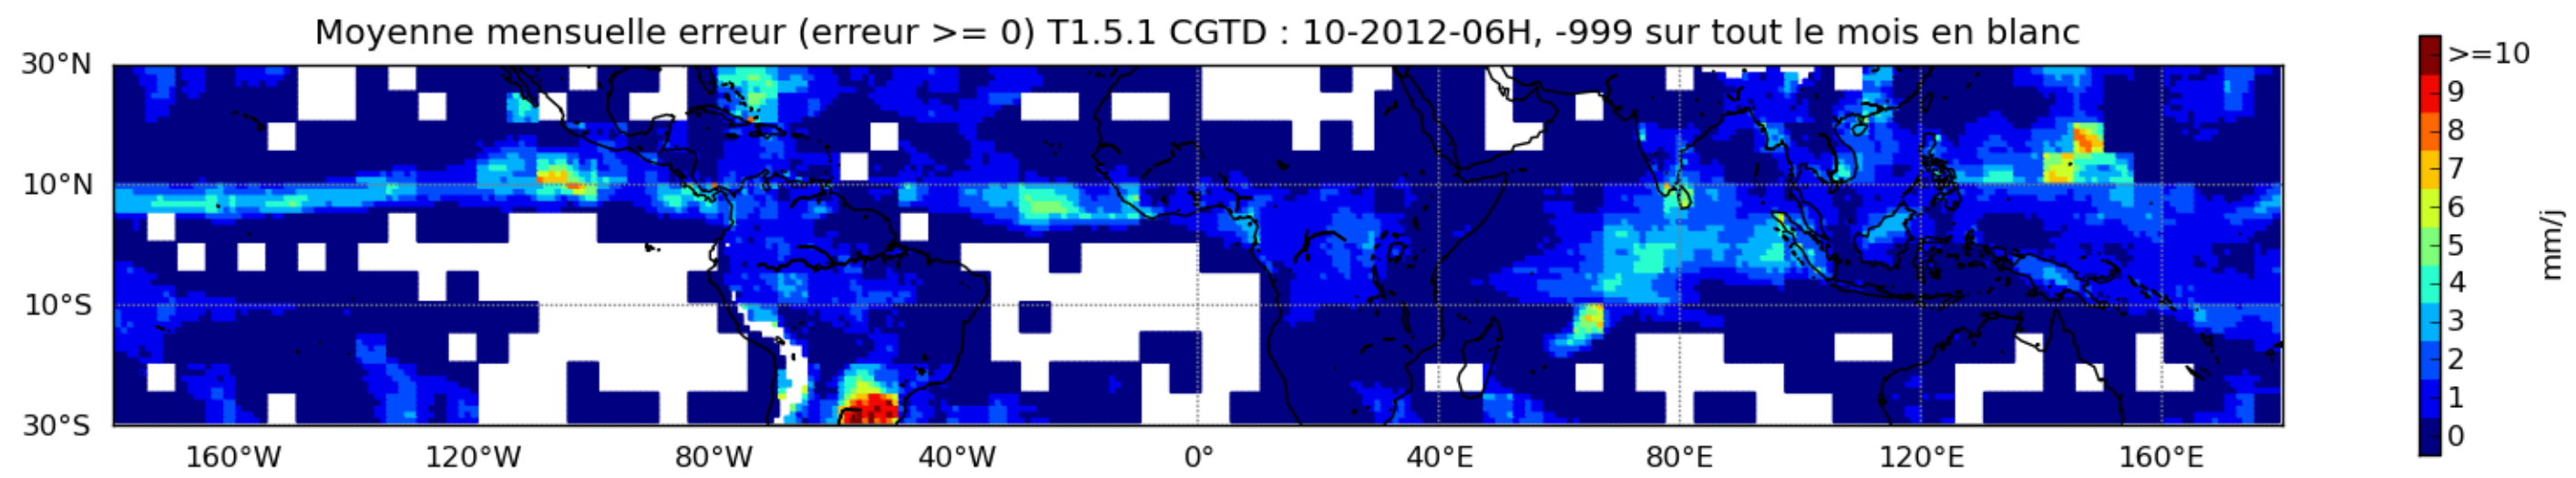 Moyenne mensuelle erreur (erreur >= 0) T1.5.1 CGTD : 10-2012-06H, -999 sur tout le mois en blanc
30°N
10°N
10°S
30°S
160°W 120°W 80°W 40°W 0° 40°E 80°E 120°E 160°E
>=10
9
8
7
6
5
4
3
2
1
0
mm/j